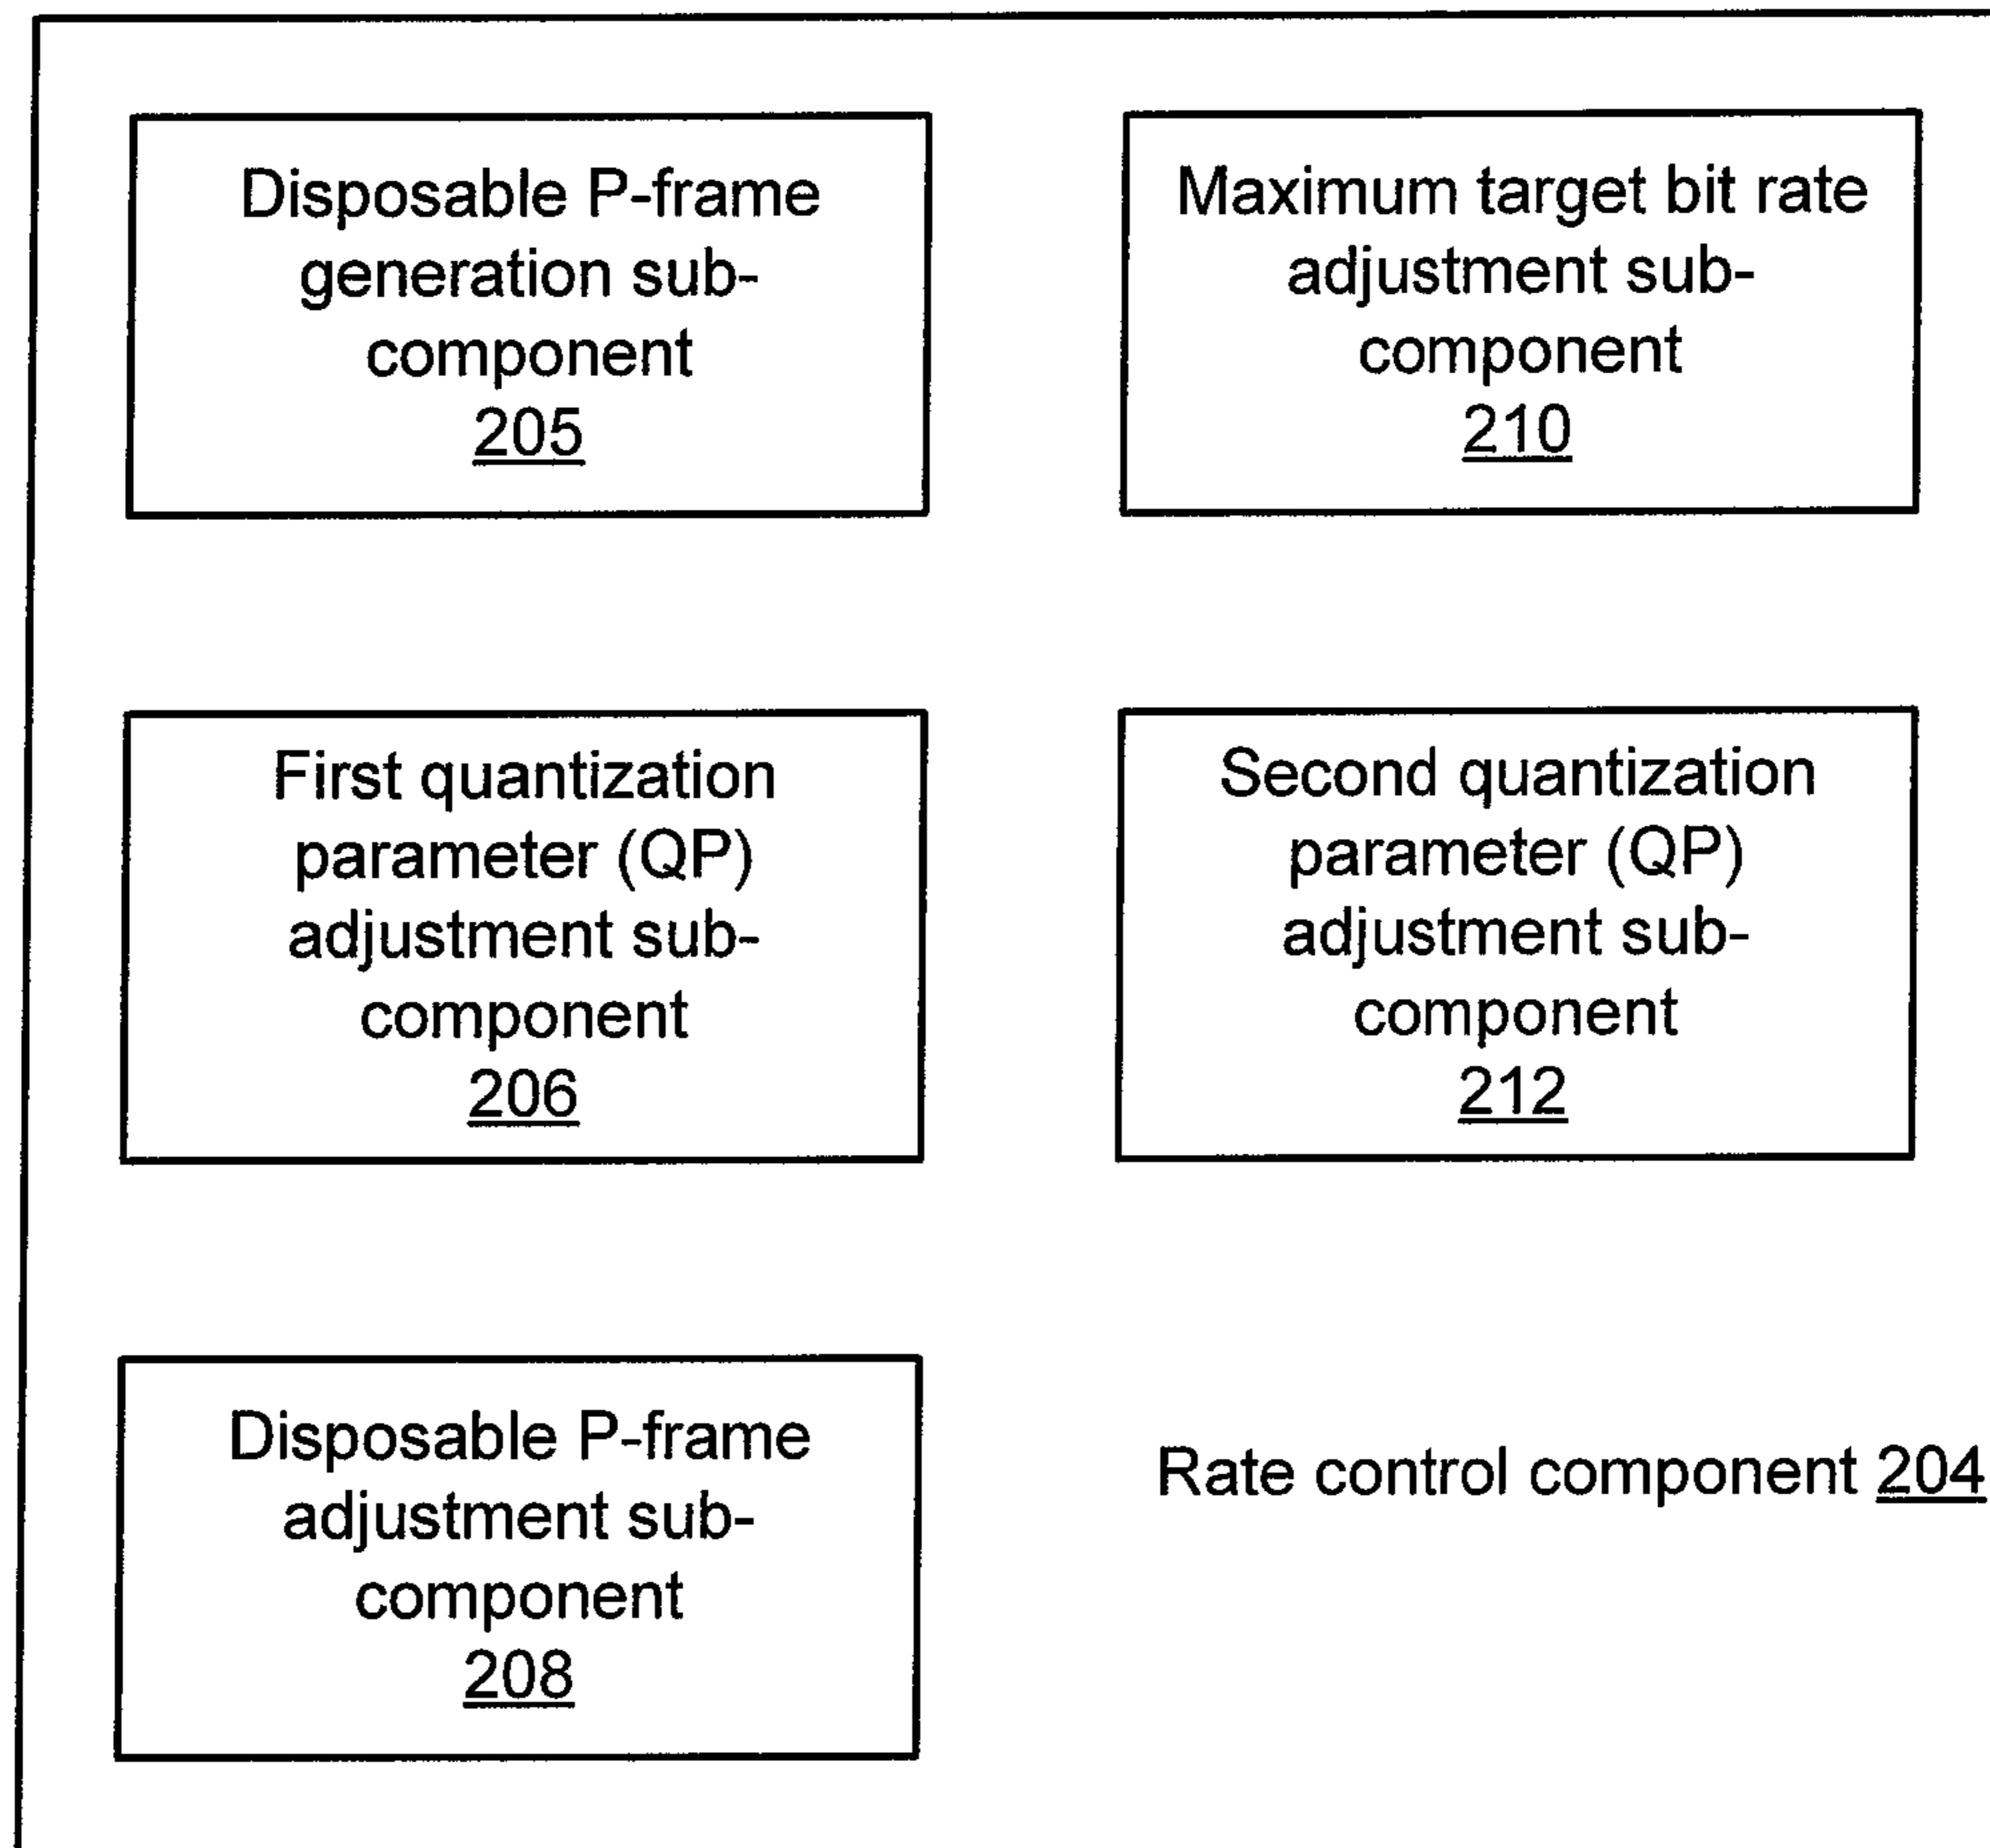 Disposable P-frame
generation sub-
component
205
Maximum target bit rate
adjustment sub-
component
210
First quantization
parameter (QP)
adjustment sub-
component
206
Second quantization
parameter (QP)
adjustment sub-
component
212
Disposable P-frame
adjustment sub-
component
208
Rate control component 204